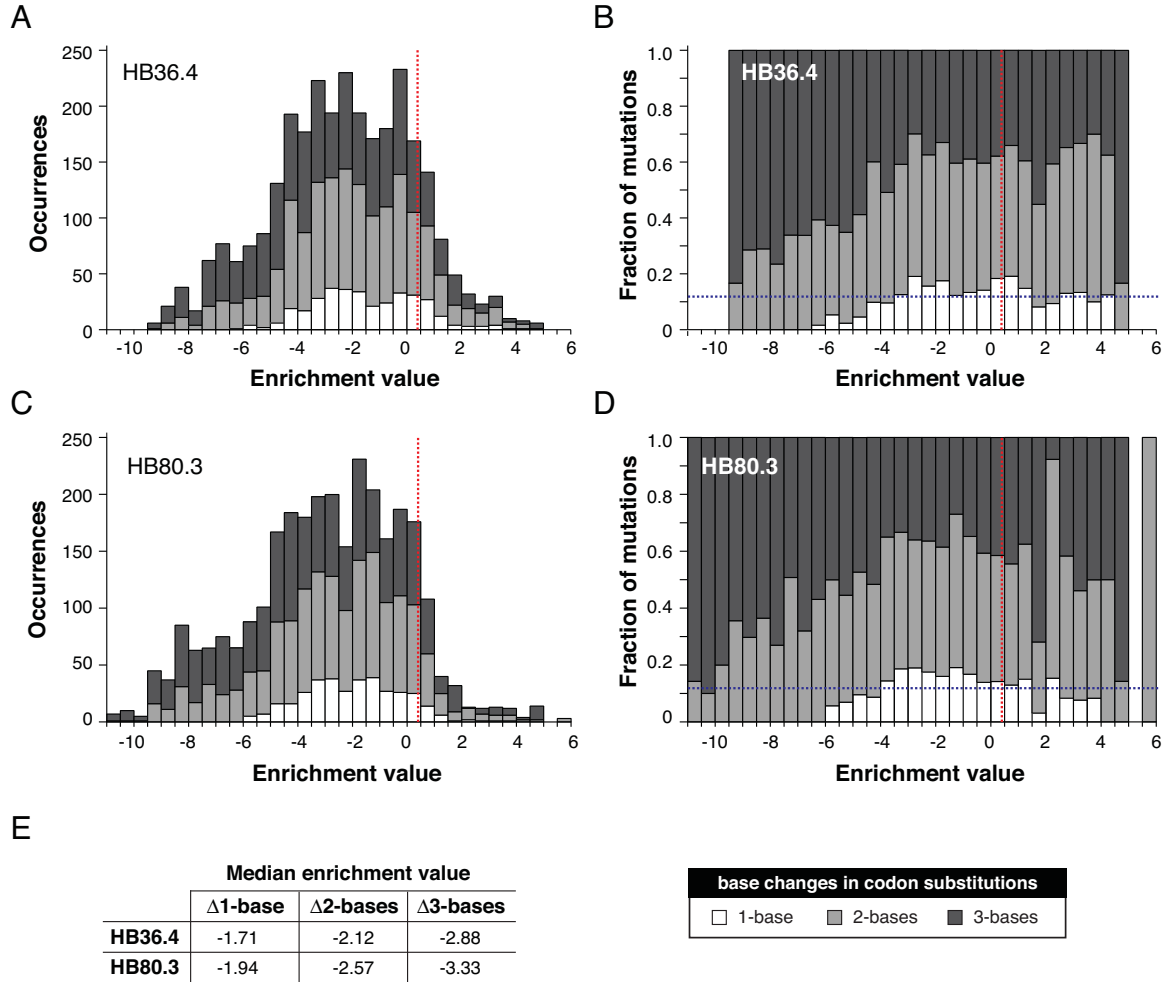 A
B
250
200
150
100
50
0
HB36.4
Occurrences
-10 -8 -6 -4 -2 0 2 4 6
Enrichment value
1.0
0.8
0.6
0.4
0.2
0
HB36.4
Fraction of mutations
-10 -8 -6 -4 -2 0 2 4 6
Enrichment value
C
D
250
200
150
100
50
0
HB80.3
Occurrences
-10 -8 -6 -4 -2 0 2 4 6
Enrichment value
1.0
0.8
0.6
0.4
0.2
0
HB80.3
Fraction of mutations
-10 -8 -6 -4 -2 0 2 4 6
Enrichment value
E
Median enrichment value
Δ1-base Δ2-bases Δ3-bases
HB36.4 -1.71 -2.12 -2.88
HB80.3 -1.94 -2.57 -3.33
base changes in codon substitutions
1-base 2-bases 3-bases